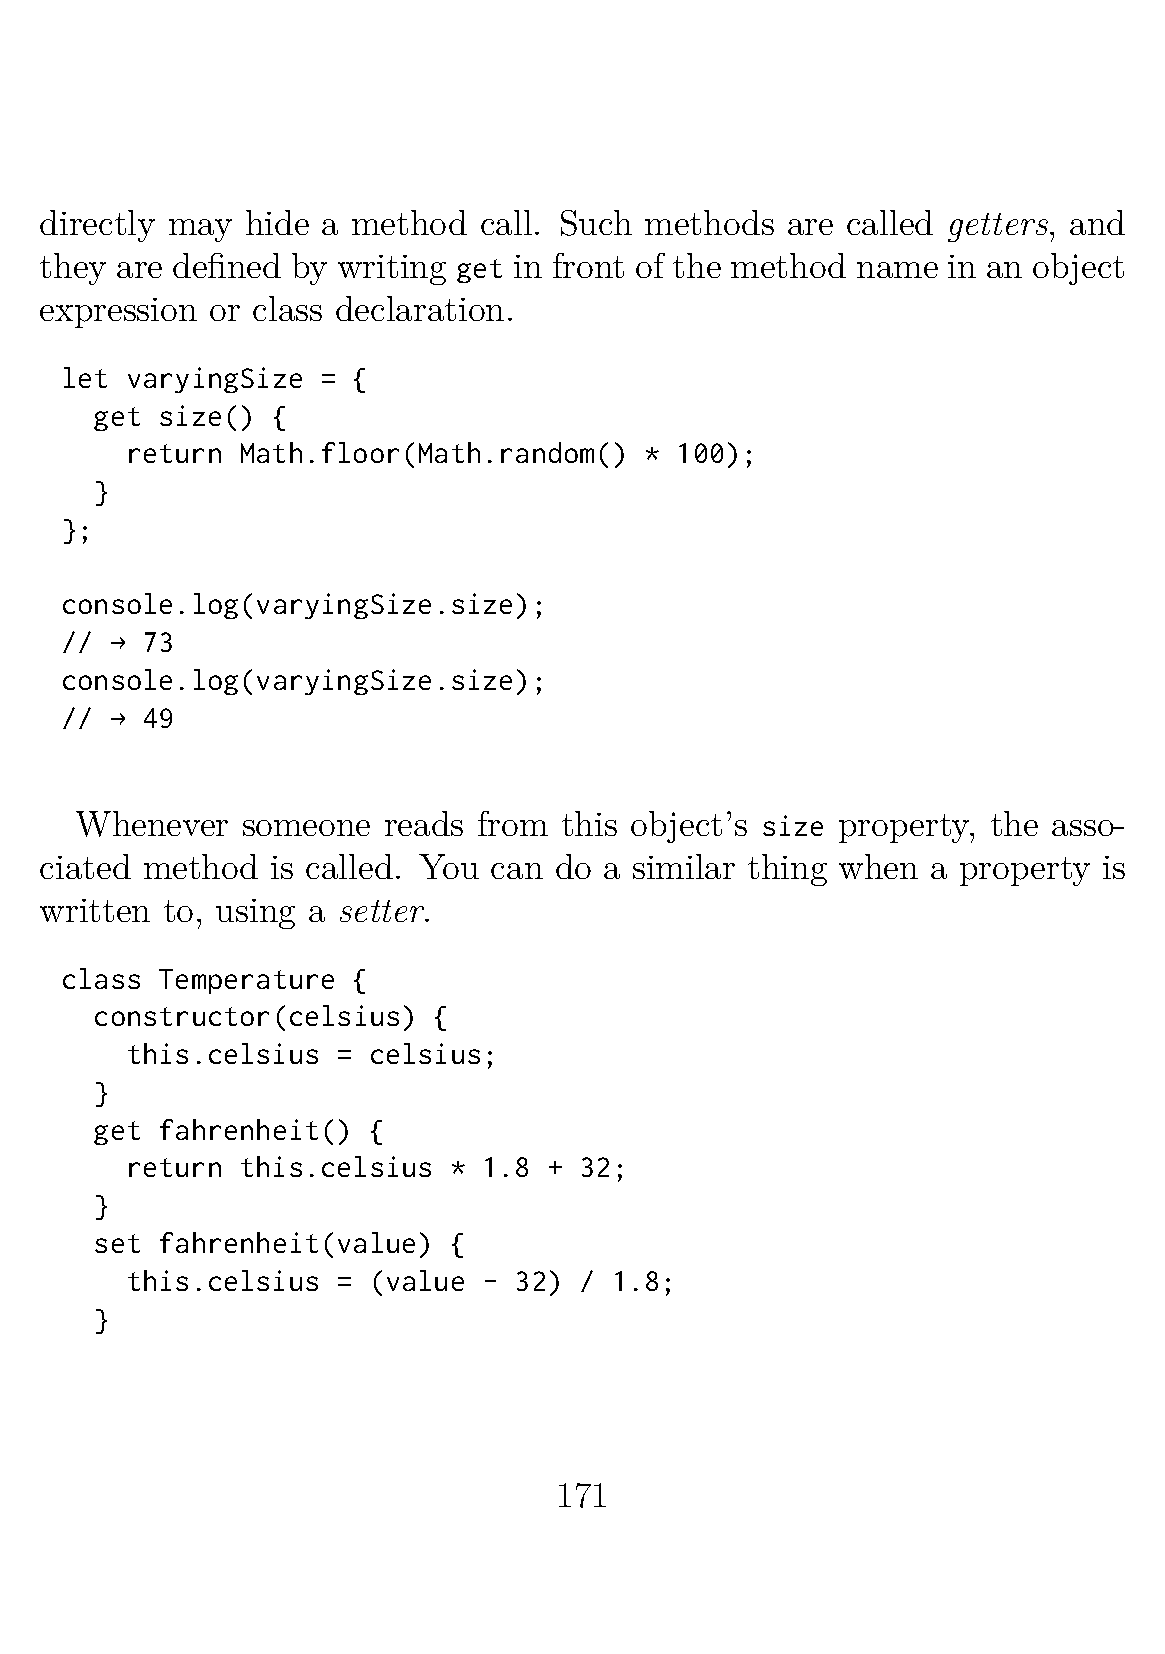 directly may hide a method call. Such methods are called getters, and
they are defined by writing get in front of the method name in an object
expression or class declaration.
let varyingSize = {
  get size() {
    return Math.floor(Math.random() * 100);
  }
};
console.log(varyingSize.size);
// → 73
console.log(varyingSize.size);
// → 49
Whenever someone reads from this object’s size property, the asso-
ciated method is called. You can do a similar thing when a property is
written to, using a setter.
class Temperature {
  constructor(celsius) {
    this.celsius = celsius;
  }
  get fahrenheit() {
    return this.celsius * 1.8 + 32;
  }
  set fahrenheit(value) {
    this.celsius = (value - 32) / 1.8;
  }
171